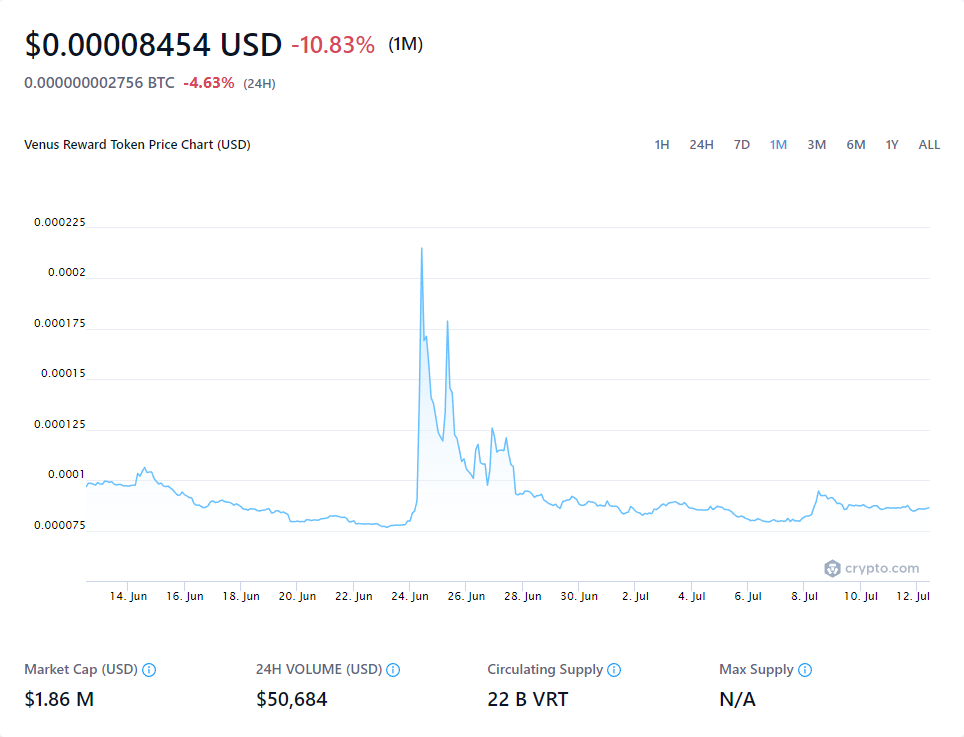 $0.00008454 USD -10.83% (1M)
0.000000002756 BTC -4.63% (24H)
Venus Reward Token Price Chart (USD) 1H 24H 7D 1M 3M 6M 1Y ALL
0.000225
0.0002
0.000175
0.00015
0.000125
0.0001
0.000075
crypto.com
14. Jun 16. Jun 18. Jun 20. Jun 22. Jun 24. Jun 26. Jun 28. Jun 30. Jun 2. Jul 4. Jul 6. Jul 8. Jul 10. Jul 12. Jul
Market Cap (USD) 24H VOLUME (USD) Circulating Supply Max Supply
$1.86 M $50,684 22 B VRT N/A